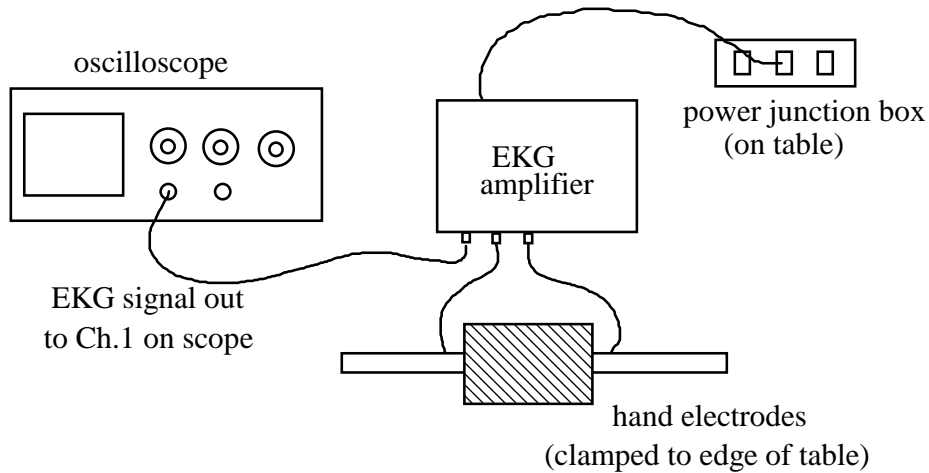 oscilloscope
EKG
amplifier
power junction box
(on table)
EKG signal out
to Ch.1 on scope
hand electrodes
(clamped to edge of table)